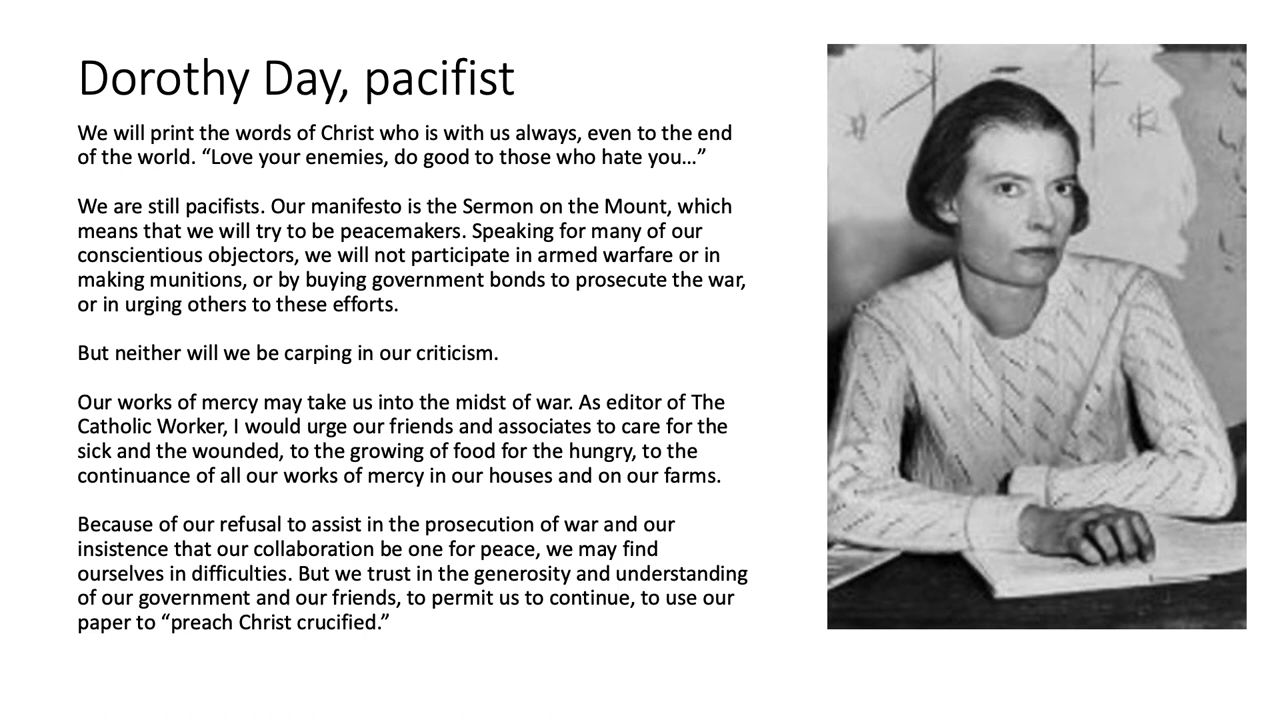 Dorothy Day, pacifist
We will print the words of Christ who is with us always, even to the end
of the world. “Love your enemies, do good to those who hate you…”
We are still pacifists. Our manifesto is the Sermon on the Mount, which
means that we will try to be peacemakers. Speaking for many of our
conscientious objectors, we will not participate in armed warfare or in
making munitions, or by buying government bonds to prosecute the war,
or in urging others to these efforts.
But neither will we be carping in our criticism.
Our works of mercy may take us into the midst of war. As editor of The
Catholic Worker, I would urge our friends and associates to care for the
sick and the wounded, to the growing of food for the hungry, to the
continuance of all our works of mercy in our houses and on our farms.
Because of our refusal to assist in the prosecution of war and our
insistence that our collaboration be one for peace, we may find
ourselves in difficulties. But we trust in the generosity and understanding
of our government and our friends, to permit us to continue, to use our
paper to “preach Christ crucified.”